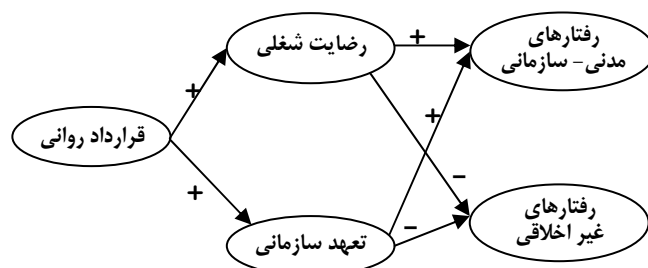 رضایت شغلی
رفتارهای
مدنی- سازمانی
قرارداد روانی
تعهد سازمانی
رفتارهای
غیر اخلاقی
+
+
+
+
-
-